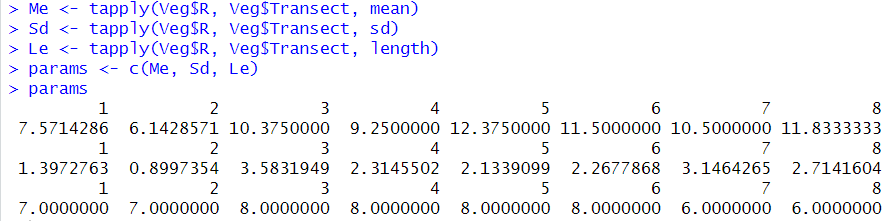 > Me <- tapply(Veg$R, Veg$Transect, mean)
> Sd <- tapply(Veg$R, Veg$Transect, sd)
> Le <- tapply(Veg$R, Veg$Transect, length)
> params <- c(Me, Sd, Le)
> params
1 2 3 4 5 6 7 8
7.5714286 6.1428571 10.3750000 9.2500000 12.3750000 11.5000000 10.5000000 11.8333333
1 2 3 4 5 6 7 8
1.3972763 0.8997354 3.5831949 2.3145502 2.1339099 2.2677868 3.1464265 2.7141604
1 2 3 4 5 6 7 8
7.0000000 7.0000000 8.0000000 8.0000000 8.0000000 8.0000000 6.0000000 6.0000000